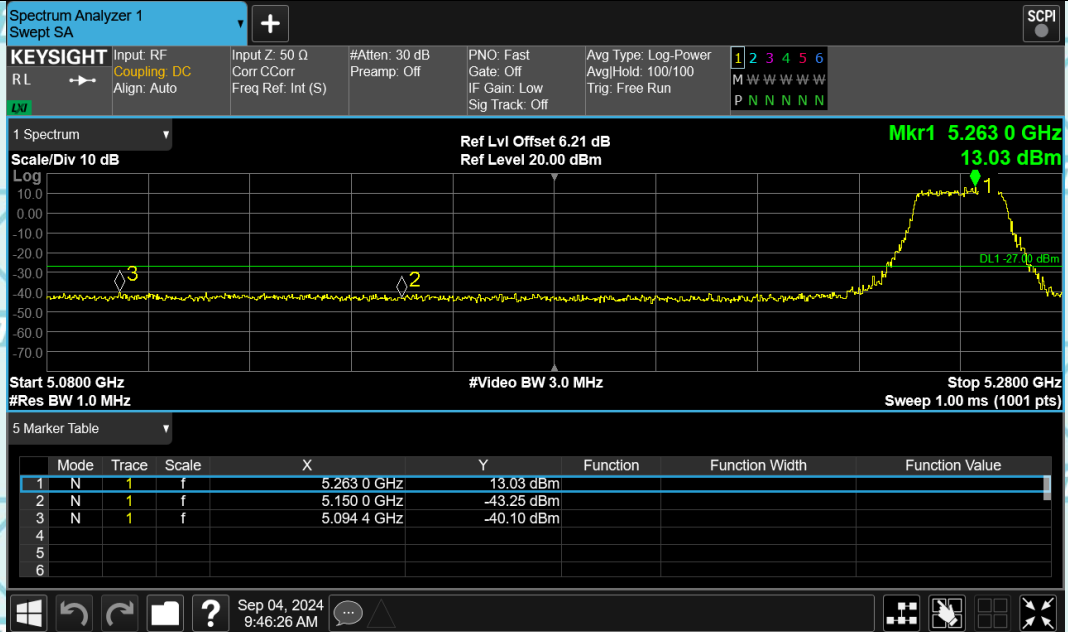 Spectrum Analyzer 1
Swept SA
SCPI
KEYSIGHT
R L
LXI
Input: RF
Coupling: DC
Align: Auto
Input Z: 50 Ω
Corr CCorr
Freq Ref: Int (S)
#Atten: 30 dB
Preamp: Off
PNO: Fast
Gate: Off
IF Gain: Low
Sig Track: Off
Avg Type: Log-Power
Avg|Hold: 100/100
Trig: Free Run
1 2 3 4 5 6
M W W W W W
P N N N N N
1 Spectrum
Scale/Div 10 dB
Ref Lvl Offset 6.21 dB
Ref Level 20.00 dBm
Mkr1 5.263 0 GHz
13.03 dBm
Log
10.0
0.00
-10.0
-20.0
-30.0
-40.0
-50.0
-60.0
-70.0
1
DL1 -27.00 dBm
3
2
Start 5.0800 GHz
#Video BW 3.0 MHz
Stop 5.2800 GHz
#Res BW 1.0 MHz
Sweep 1.00 ms (1001 pts)
5 Marker Table
Mode Trace Scale X Y Function Function Width Function Value
1 N 1 f 5.263 0 GHz 13.03 dBm
2 N 1 f 5.150 0 GHz -43.25 dBm
3 N 1 f 5.094 4 GHz -40.10 dBm
4
5
6
?
Sep 04, 2024
9:46:26 AM